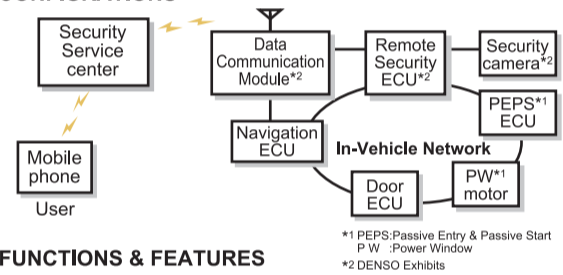 Security
Service
center
Mobile
phone
User
Data
Communication
Module*2
Remote
Security
ECU*2
Security
camera*2
PEPS*1
ECU
Navigation
ECU
In-Vehicle Network
Door
ECU
PW*1
motor
*1 PEPS:Passive Entry & Passive Start
P W :Power Window
*2 DENSO Exhibits
FUNCTIONS & FEATURES